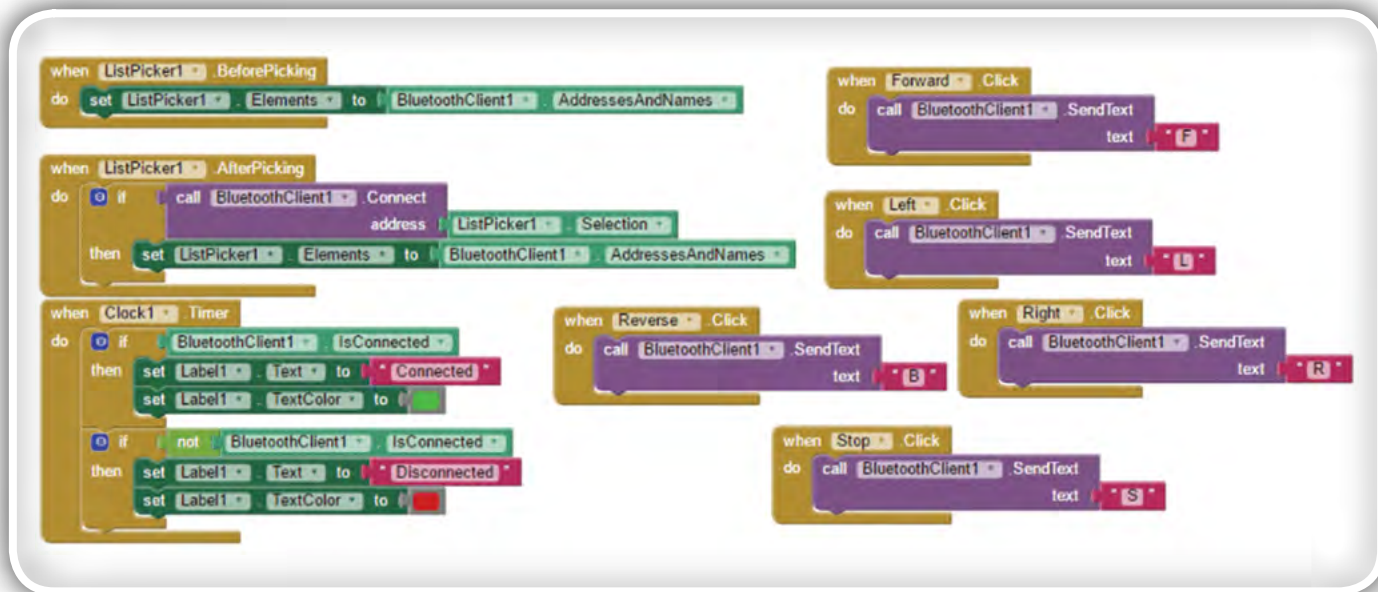 when ListPicker1 .BeforePicking
do set ListPicker1 . Elements to BluetoothClient1 . AddressesAndNames
when ListPicker1 .AfterPicking
do if call BluetoothClient1 .Connect
address ListPicker1 . Selection
then set ListPicker1 . Elements to BluetoothClient1 . AddressesAndNames
when Clock1 .Timer
do if BluetoothClient1 . IsConnected
then set Label1 . Text to " Connected "
set Label1 . TextColor to
if not BluetoothClient1 . IsConnected
then set Label1 . Text to " Disconnected "
set Label1 . TextColor to
when Forward .Click
do call BluetoothClient1 .SendText
text " F "
when Left .Click
do call BluetoothClient1 .SendText
text " L "
when Reverse .Click
do call BluetoothClient1 .SendText
text " B "
when Right .Click
do call BluetoothClient1 .SendText
text " R "
when Stop .Click
do call BluetoothClient1 .SendText
text " S "